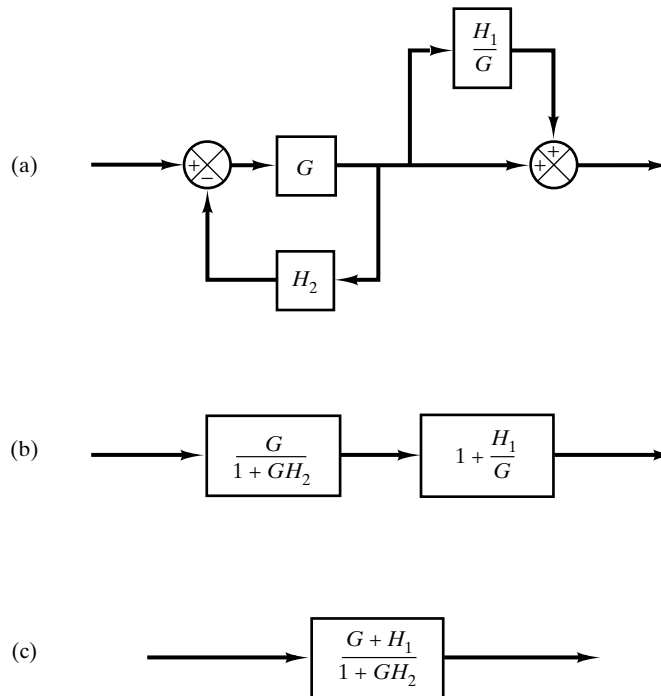 H₁
G
(a)
+
−
G
+
+
H₂
(b)
G
1 + GH₂
1 + H₁
G
(c)
G + H₁
1 + GH₂